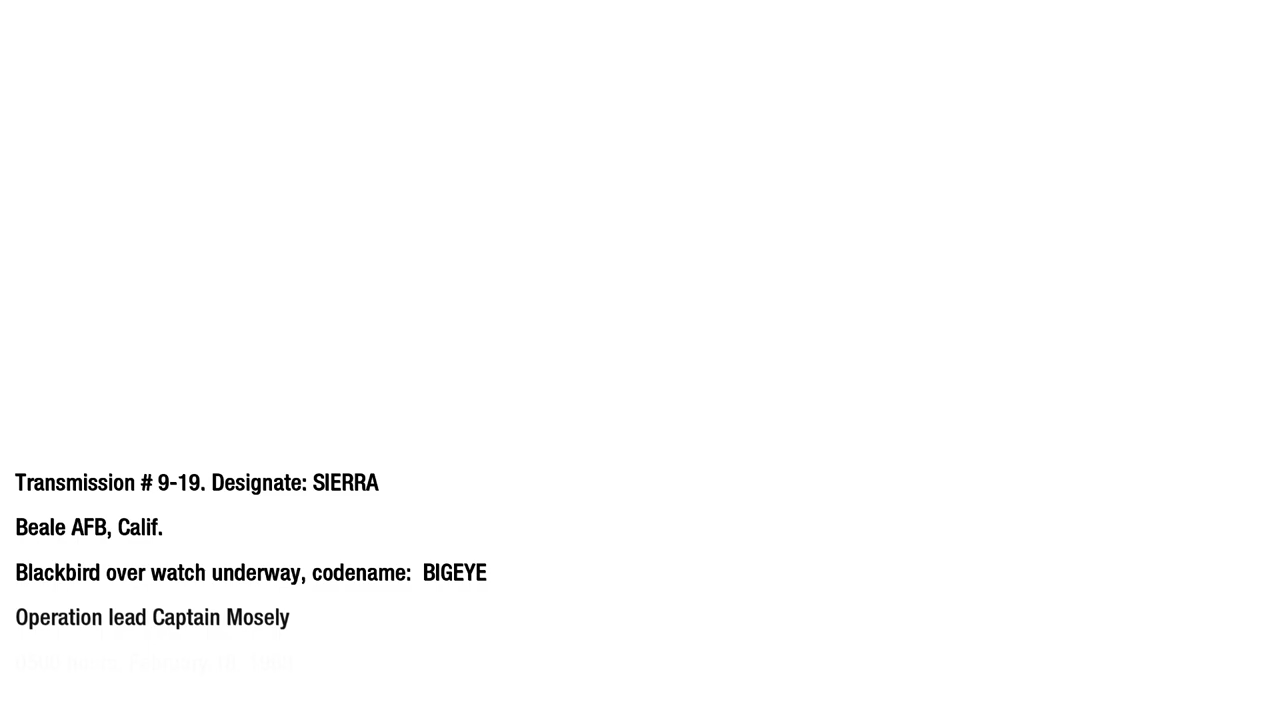 Transmission # 9-19. Designate: SIERRA
Beale AFB, Calif.
Blackbird over watch underway, codename:  BIGEYE
Operation lead Captain Mosely